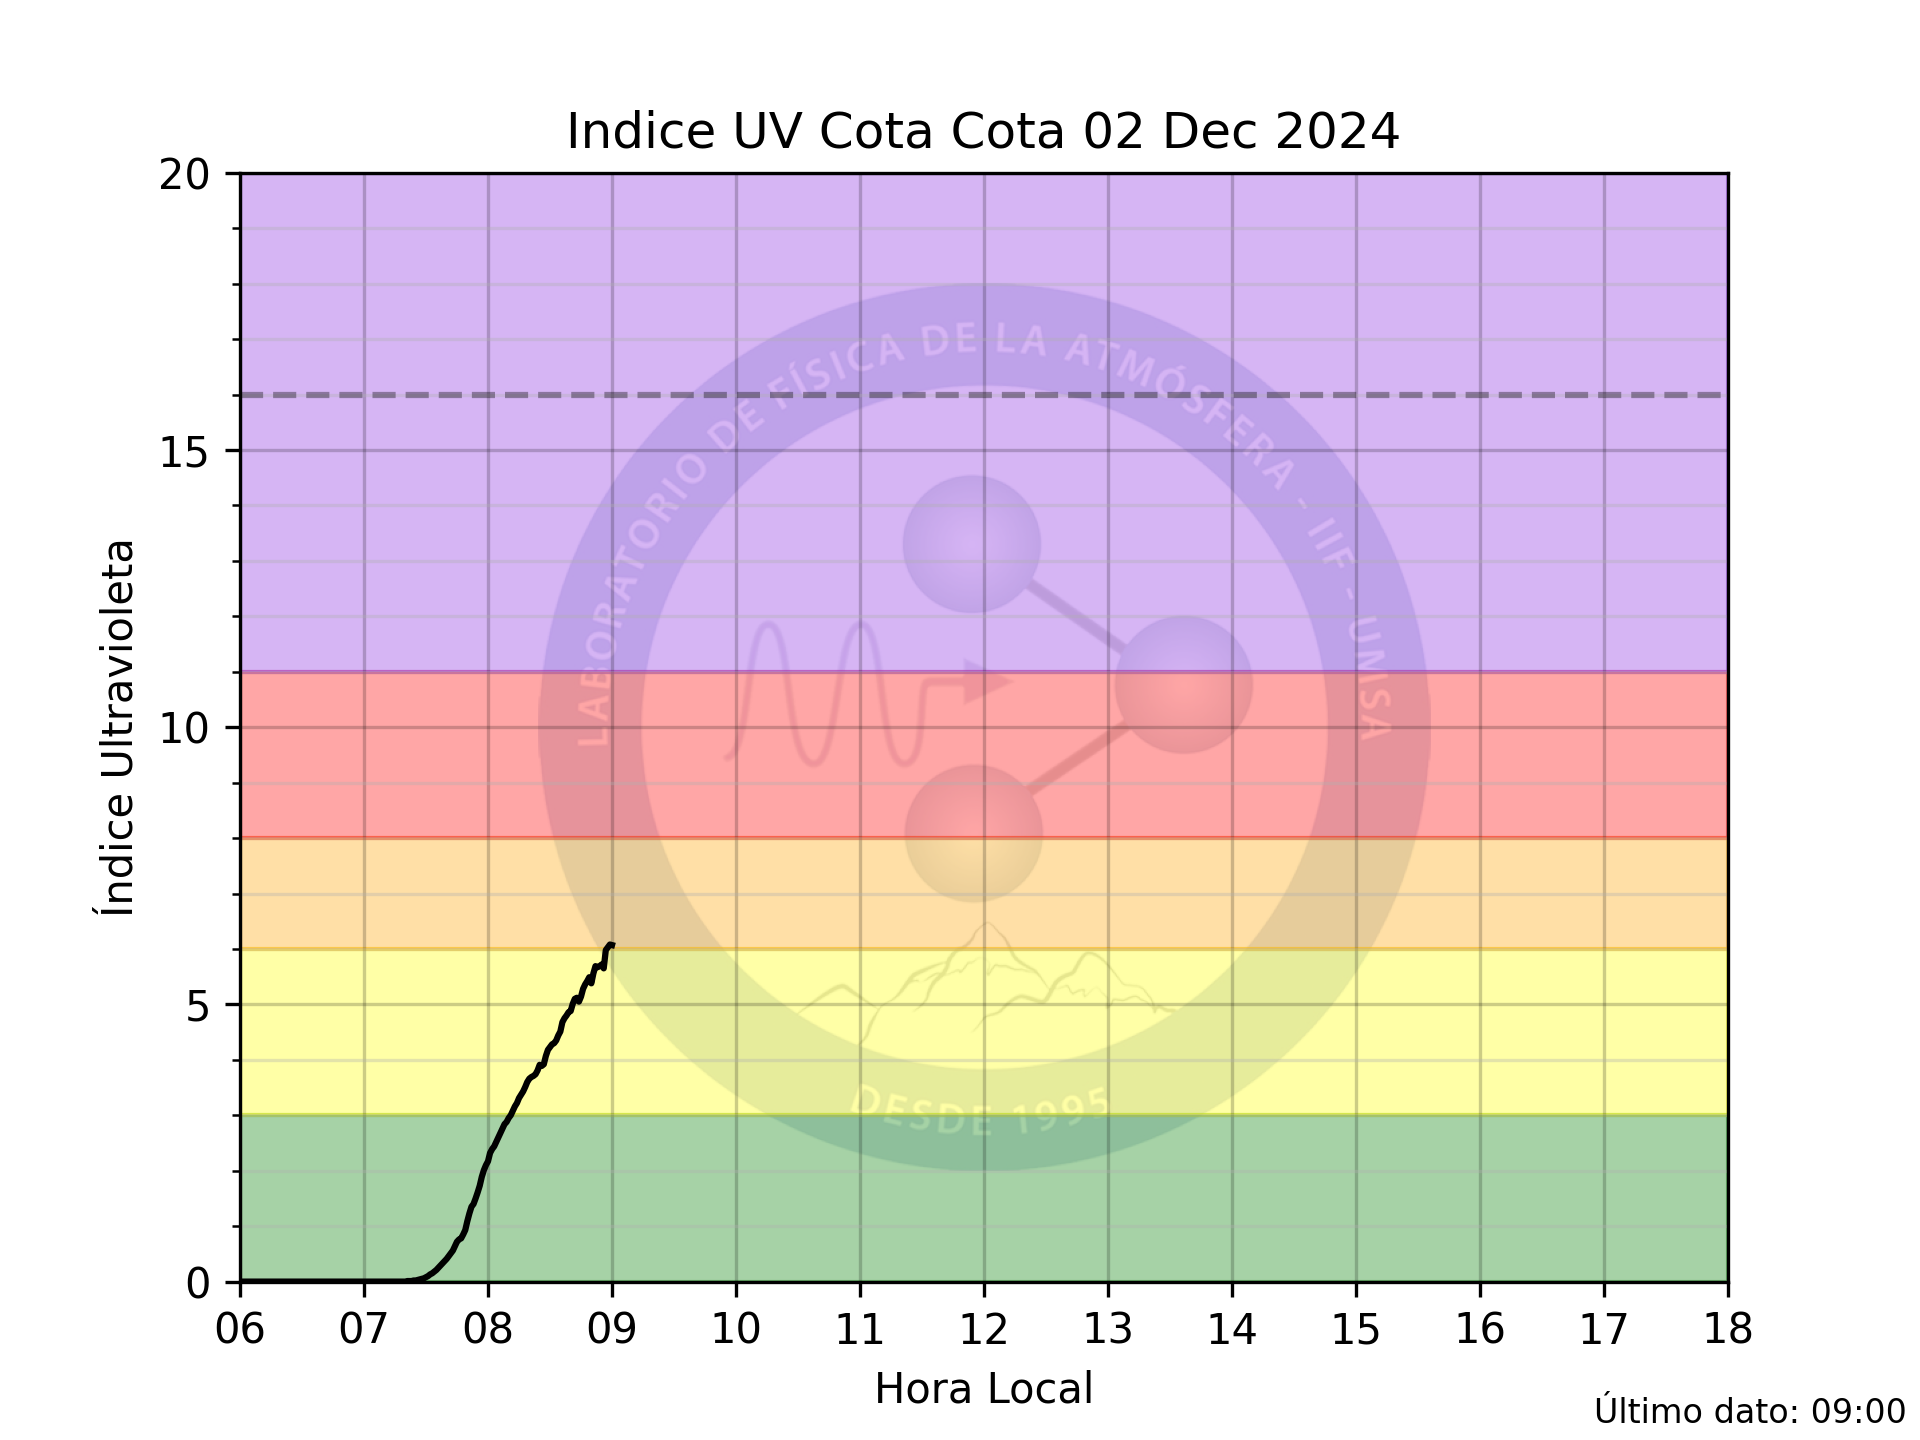 Indice UV Cota Cota 02 Dec 2024
20
15
10
5
0
Índice Ultravioleta
LABORATORIO DE FÍSICA DE LA ATMÓSFERA - IIF - UMSA
DESDE 1995
06 07 08 09 10 11 12 13 14 15 16 17 18
Hora Local
Último dato: 09:00